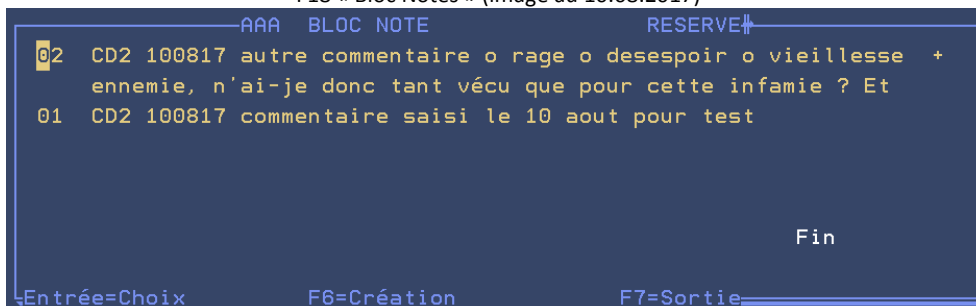 F18 « Bloc Notes » (image du 10.08.2017)
AAA BLOC NOTE RESERVE#
02 CD2 100817 autre commentaire o rage o desespoir o vieillesse +
ennemie, n'ai-je donc tant vécu que pour cette infamie ? Et
01 CD2 100817 commentaire saisi le 10 aout pour test
Fin
Entrée=Choix F6=Création F7=Sortie